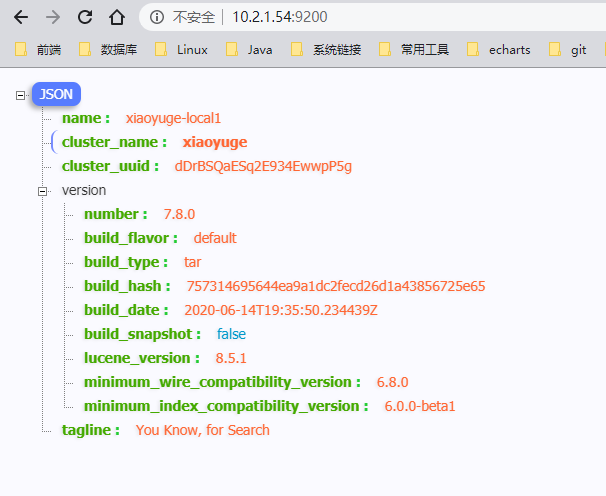 不安全 | 10.2.1.54:9200
前端 数据库 Linux Java 系统链接 常用工具 echarts git
JSON
name : xiaoyuge-local1
cluster_name : xiaoyuge
cluster_uuid : dDrBSQaESq2E934EwwpP5g
version
number : 7.8.0
build_flavor : default
build_type : tar
build_hash : 757314695644ea9a1dc2fecd26d1a43856725e65
build_date : 2020-06-14T19:35:50.234439Z
build_snapshot : false
lucene_version : 8.5.1
minimum_wire_compatibility_version : 6.8.0
minimum_index_compatibility_version : 6.0.0-beta1
tagline : You Know, for Search